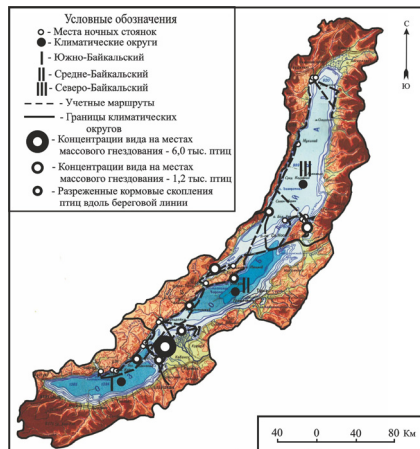 Условные обозначения
Места ночных стоянок
Климатические округи
Южно-Байкальский
Средне-Байкальский
Северо-Байкальский
Учетные маршруты
Границы климатических
округов
Концентрации вида на местах
массового гнездования - 6,0 тыс. птиц
Концентрации вида на местах
массового гнездования - 1,2 тыс. птиц
Разреженные кормовые скопления
птиц вдоль береговой линии
С
Ю
40 0 40 80 Км